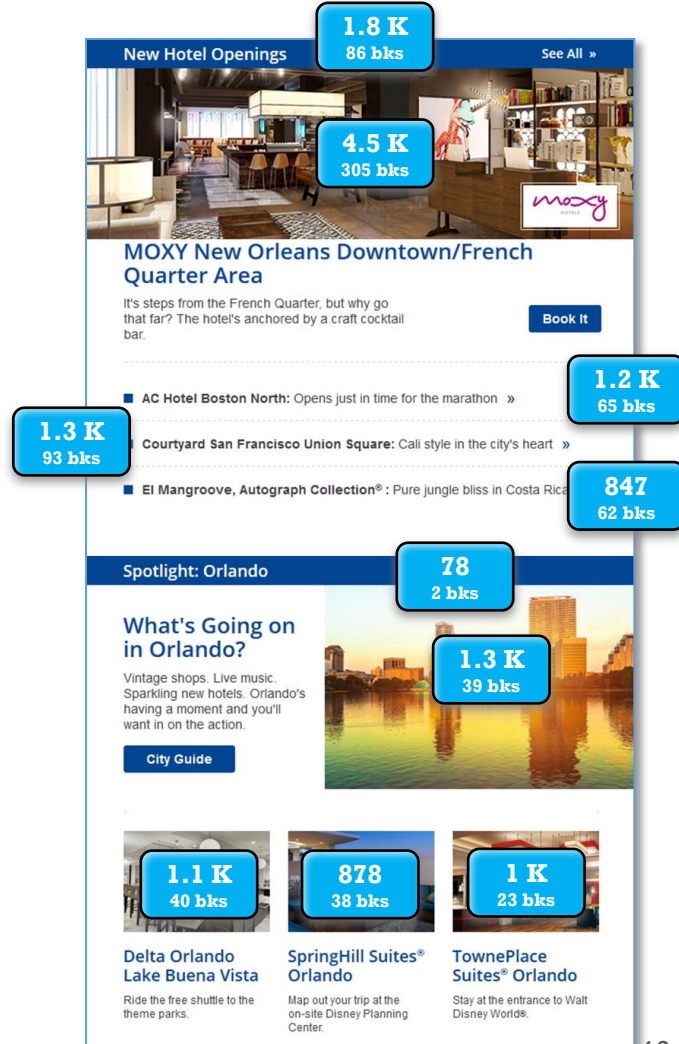 1.8 K
86 bks
New Hotel Openings
See All »
4.5 K
305 bks
moxy
HOTELS
MOXY New Orleans Downtown/French
Quarter Area
It's steps from the French Quarter, but why go
that far? The hotel's anchored by a craft cocktail
bar.
Book It
AC Hotel Boston North: Opens just in time for the marathon »
1.2 K
65 bks
1.3 K
93 bks
Courtyard San Francisco Union Square: Cali style in the city's heart »
El Mangroove, Autograph Collection® : Pure jungle bliss in Costa Rica
847
62 bks
Spotlight: Orlando
78
2 bks
What's Going on
in Orlando?
Vintage shops. Live music.
Sparkling new hotels. Orlando's
having a moment and you'll
want in on the action.
City Guide
1.3 K
39 bks
1.1 K
40 bks
878
38 bks
1 K
23 bks
Delta Orlando
Lake Buena Vista
Ride the free shuttle to the
theme parks.
SpringHill Suites®
Orlando
Map out your trip at the
on-site Disney Planning
Center.
TownePlace
Suites® Orlando
Stay at the entrance to Walt
Disney World®.